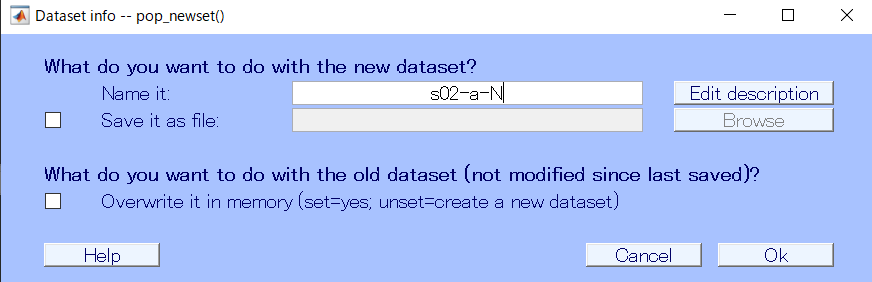 Dataset info -- pop_newset()
What do you want to do with the new dataset?
Name it: s02-a-N Edit description
Save it as file: Browse
What do you want to do with the old dataset (not modified since last saved)?
Overwrite it in memory (set=yes; unset=create a new dataset)
Help Cancel Ok